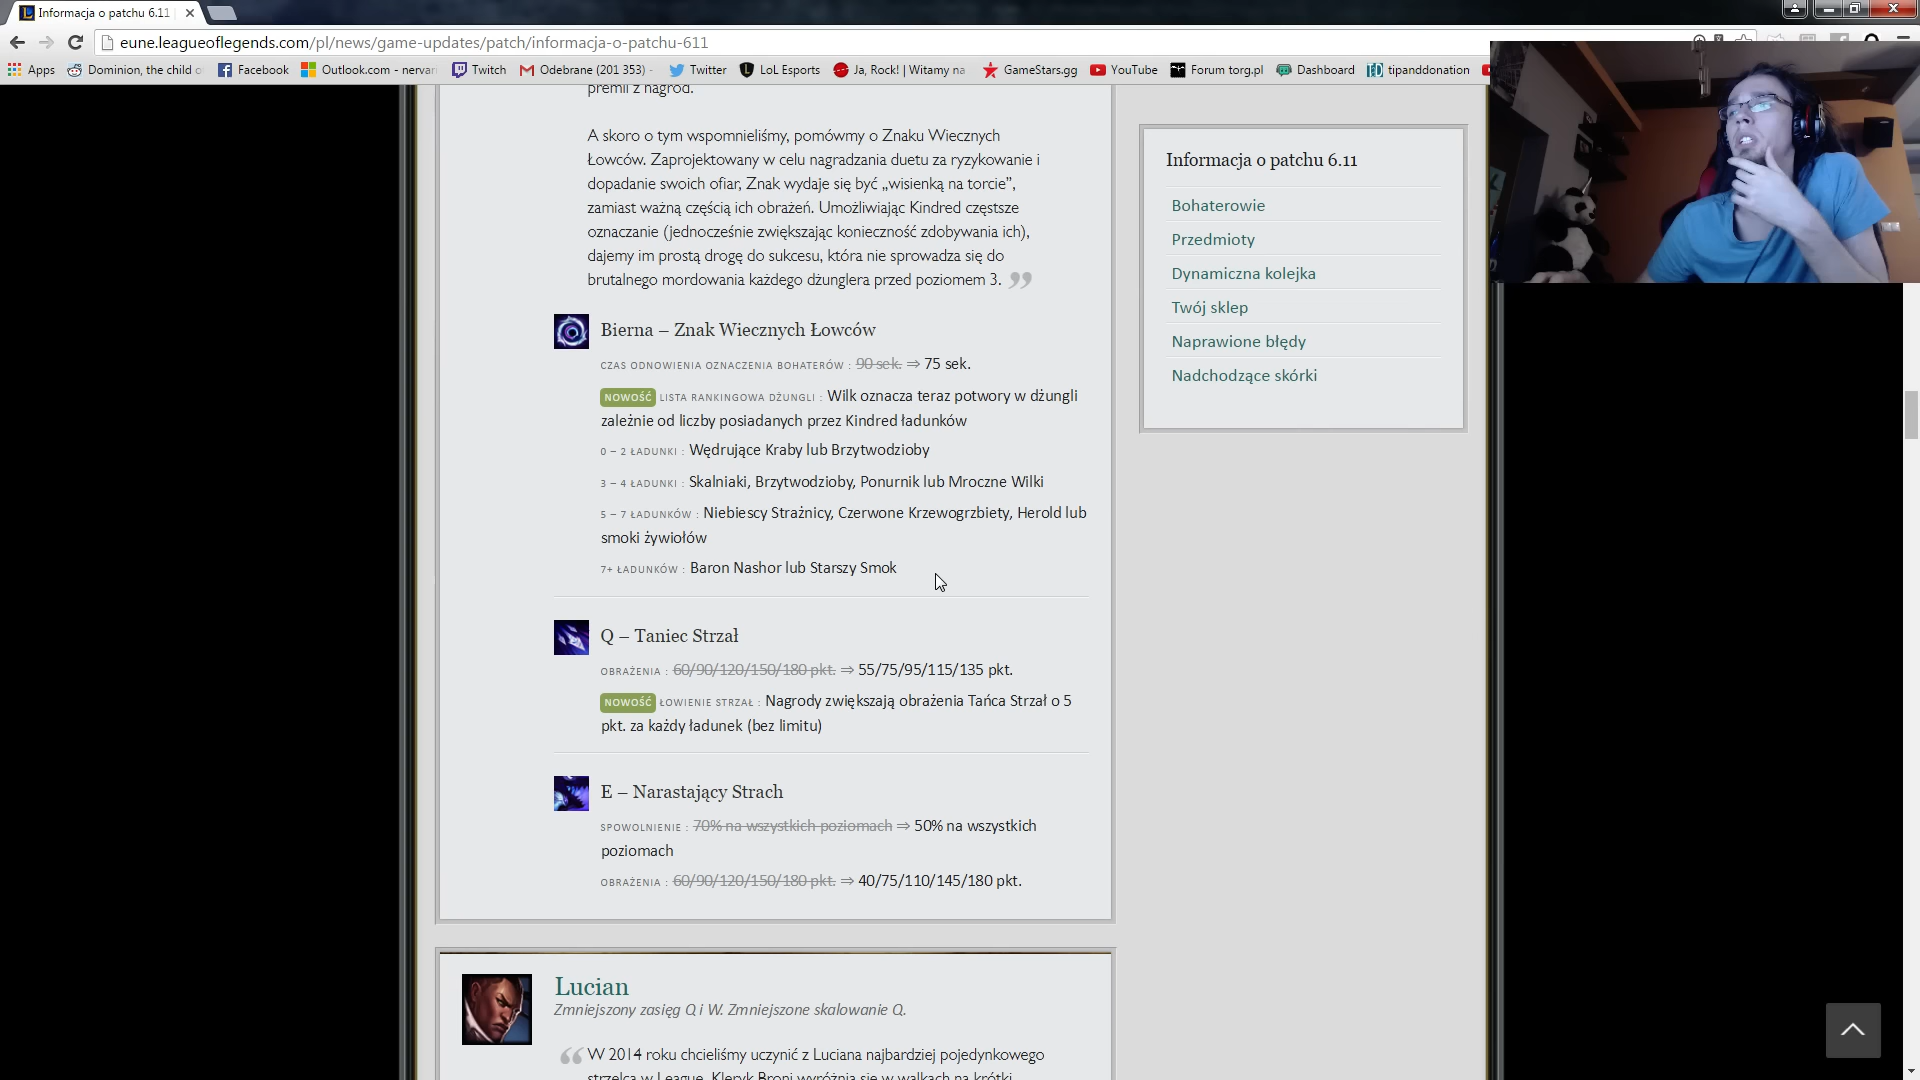 Informacja o patchu 6.11
eune.leagueoflegends.com/pl/news/game-updates/patch/informacja-o-patchu-611
Apps Dominion, the child o Facebook Outlook.com - nervar Twitch Odebrane (201 353) - Twitter LoL Esports Ja, Rock! | Witamy na GameStars.gg YouTube Forum torg.pl Dashboard tipanddonation
premii z nagród.
A skoro o tym wspomnieliśmy, pomówmy o Znaku Wiecznych
Łowców. Zaprojektowany w celu nagradzania duetu za ryzykowanie i
dopadanie swoich ofiar, Znak wydaje się być „wisienką na torcie”,
zamiast ważną częścią ich obrażeń. Umożliwiając Kindred częstsze
oznaczanie (jednocześnie zwiększając konieczność zdobywania ich),
dajemy im prostą drogę do sukcesu, która nie sprowadza się do
brutalnego mordowania każdego dżunglera przed poziomem 3. ”
Bierna – Znak Wiecznych Łowców
CZAS ODNOWIENIA OZNACZENIA BOHATERÓW : 90 sek. ⇒ 75 sek.
NOWOŚĆ LISTA RANKINGOWA DŻUNGLI : Wilk oznacza teraz potwory w dżungli
zależnie od liczby posiadanych przez Kindred ładunków
0 – 2 ŁADUNKI : Wędrujące Kraby lub Brzytwodzioby
3 – 4 ŁADUNKI : Skalniaki, Brzytwodzioby, Ponurnik lub Mroczne Wilki
5 – 7 ŁADUNKÓW : Niebiescy Strażnicy, Czerwone Krzewogrzbiety, Herold lub
smoki żywiołów
7+ ŁADUNKÓW : Baron Nashor lub Starszy Smok
Q – Taniec Strzał
OBRAŻENIA : 60/90/120/150/180 pkt. ⇒ 55/75/95/115/135 pkt.
NOWOŚĆ ŁOWIENIE STRZAŁ : Nagrody zwiększają obrażenia Tańca Strzał o 5
pkt. za każdy ładunek (bez limitu)
E – Narastający Strach
SPOWOLNIENIE : 70% na wszystkich poziomach ⇒ 50% na wszystkich
poziomach
OBRAŻENIA : 60/90/120/150/180 pkt. ⇒ 40/75/110/145/180 pkt.
Lucian
Zmniejszony zasięg Q i W. Zmniejszone skalowanie Q.
“ W 2014 roku chcieliśmy uczynić z Luciana najbardziej pojedynkowego
strzelca w League. Kleryk Broni wyróżnia się w walkach na krótki
Informacja o patchu 6.11
Bohaterowie
Przedmioty
Dynamiczna kolejka
Twój sklep
Naprawione błędy
Nadchodzące skórki